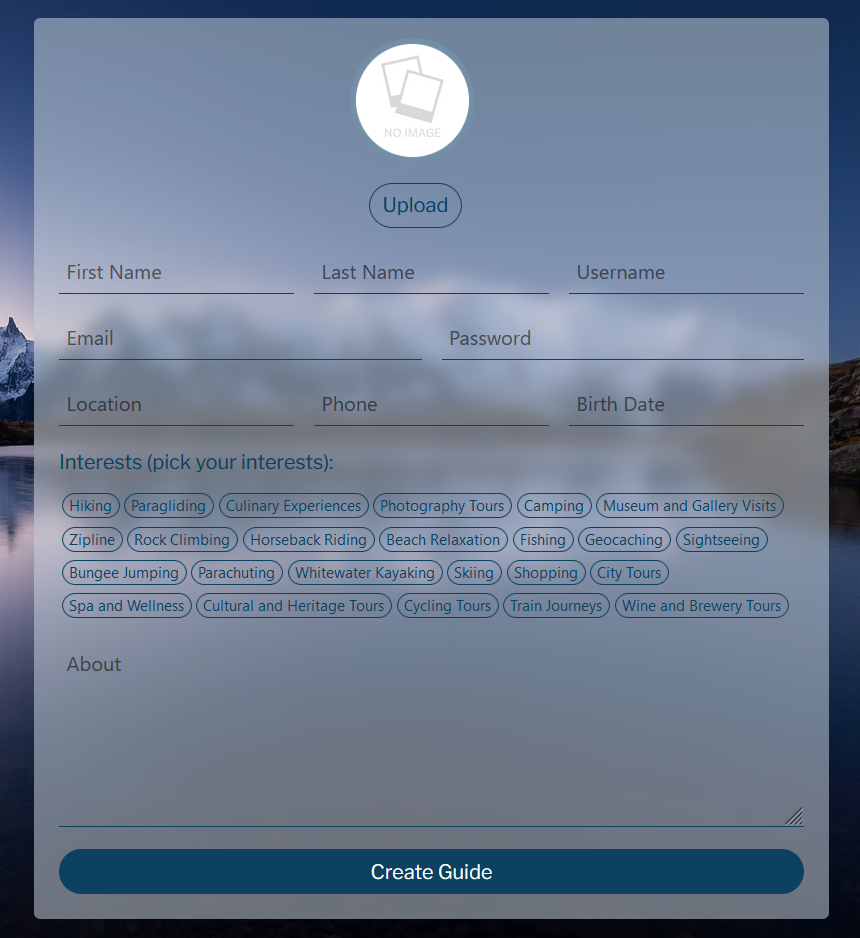 NO IMAGE
Upload
First Name Last Name Username
Email Password
Location Phone Birth Date
Interests (pick your interests):
Hiking Paragliding Culinary Experiences Photography Tours Camping Museum and Gallery Visits
Zipline Rock Climbing Horseback Riding Beach Relaxation Fishing Geocaching Sightseeing
Bungee Jumping Parachuting Whitewater Kayaking Skiing Shopping City Tours
Spa and Wellness Cultural and Heritage Tours Cycling Tours Train Journeys Wine and Brewery Tours
About
Create Guide